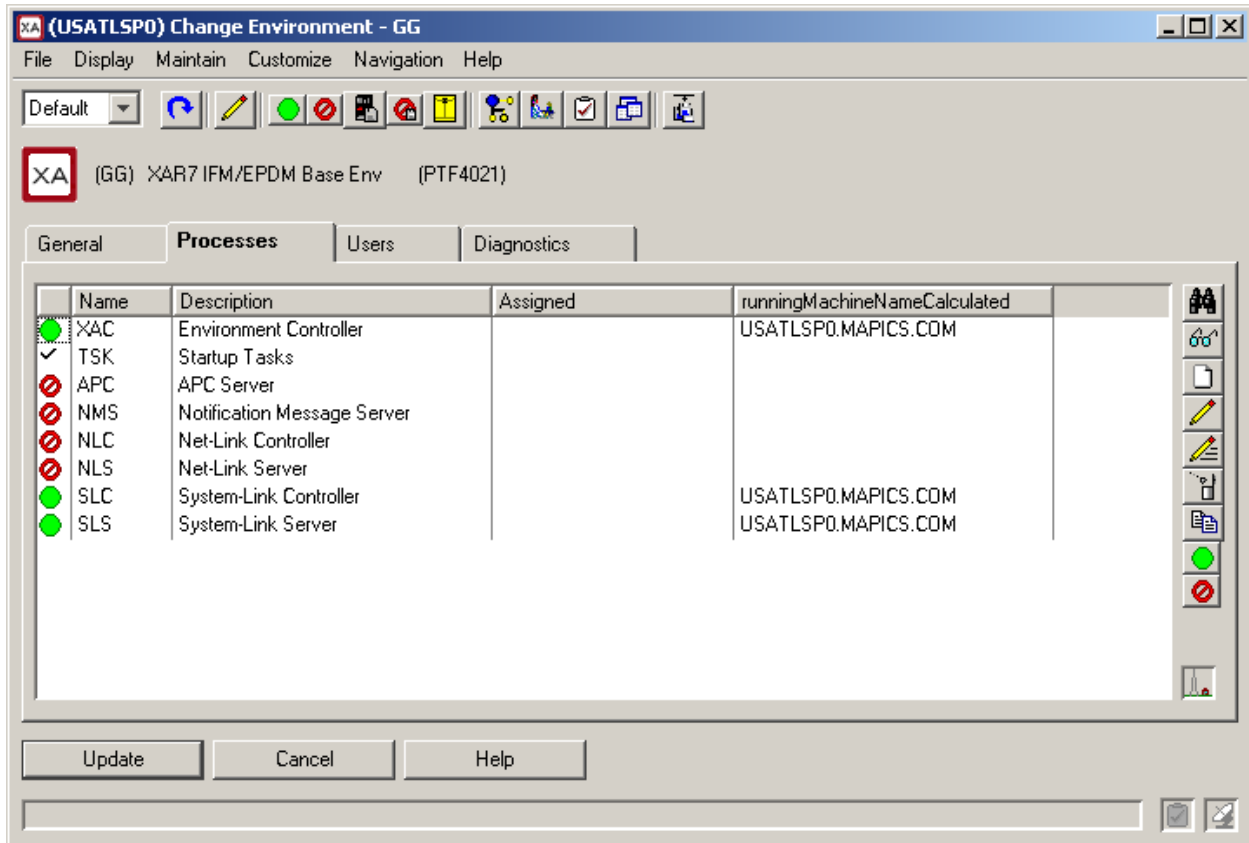 XA (USATLSP0) Change Environment - GG
File Display Maintain Customize Navigation Help
Default
XA (GG) XAR7 IFM/EPDM Base Env (PTF4021)
General Processes Users Diagnostics
Name Description Assigned runningMachineNameCalculated
XAC Environment Controller USATLSP0.MAPICS.COM
TSK Startup Tasks
APC APC Server
NMS Notification Message Server
NLC Net-Link Controller
NLS Net-Link Server
SLC System-Link Controller USATLSP0.MAPICS.COM
SLS System-Link Server USATLSP0.MAPICS.COM
Update Cancel Help